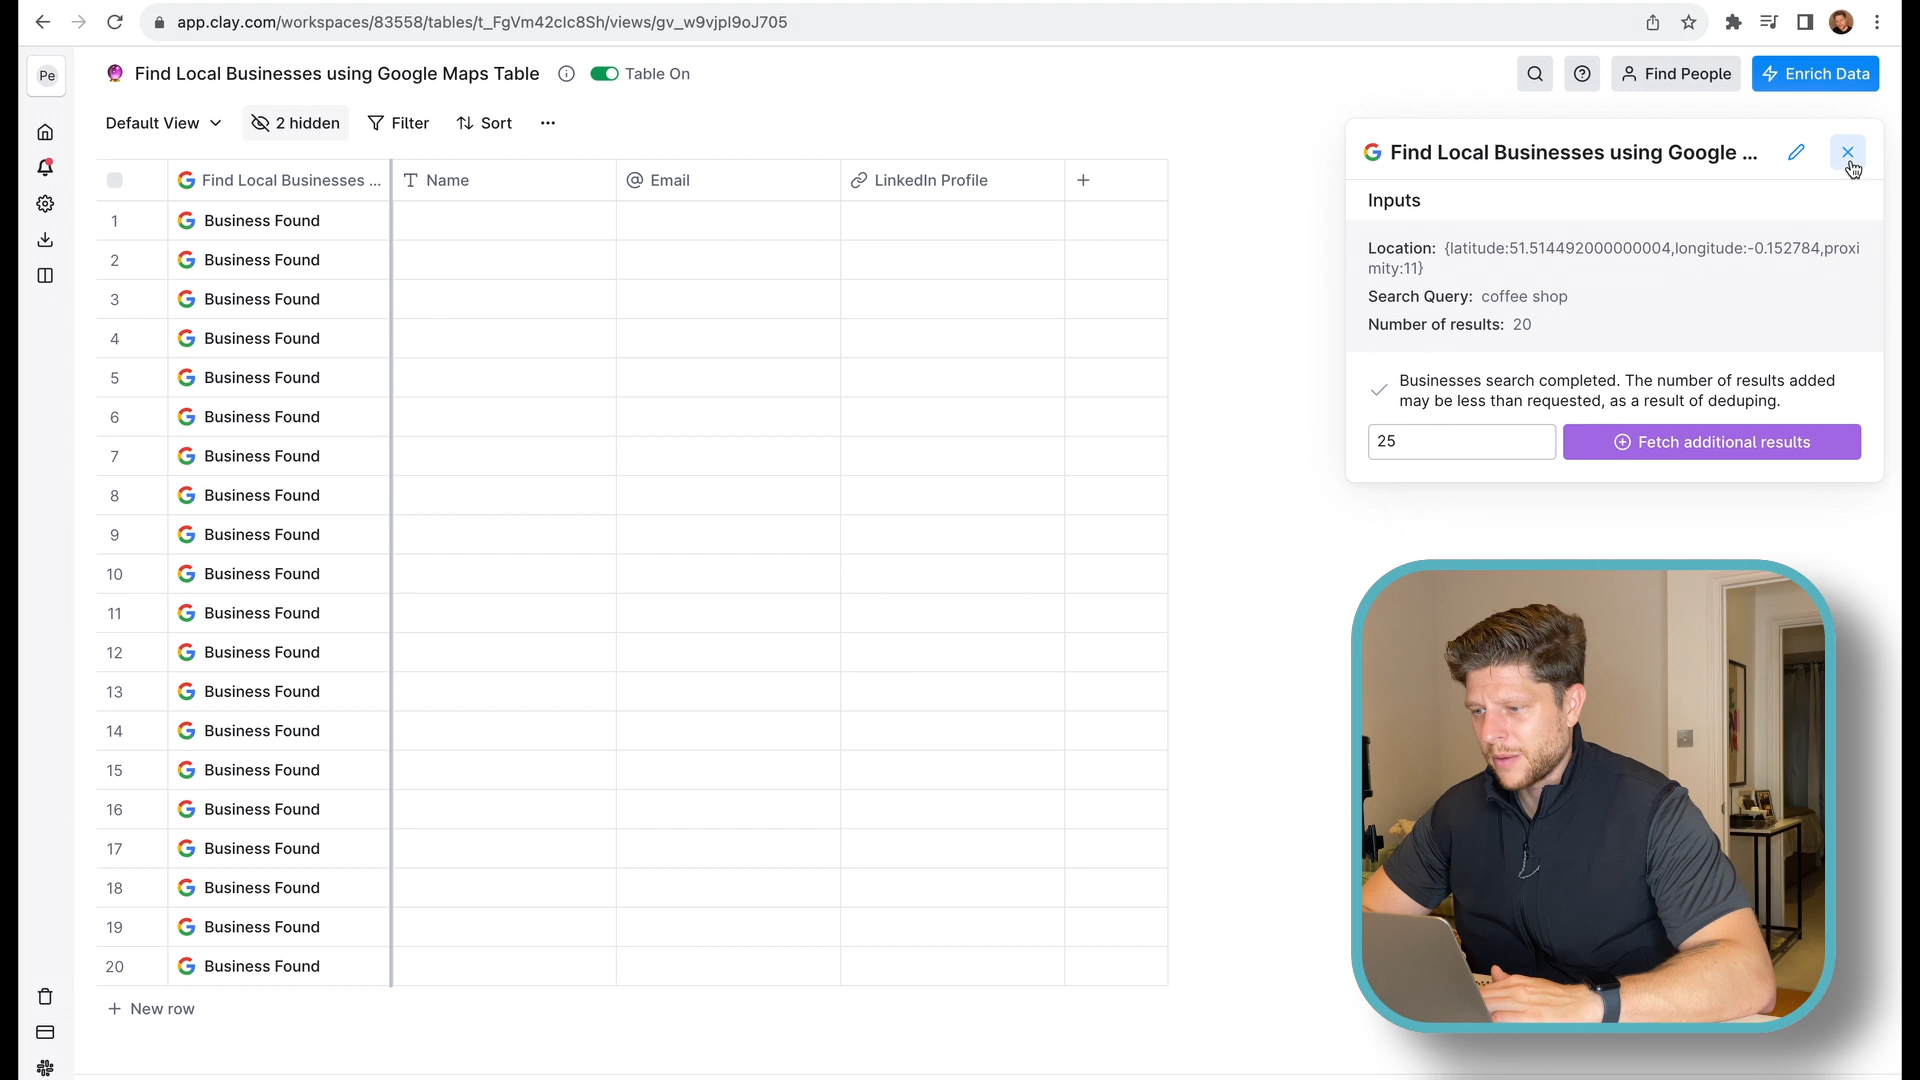 app.clay.com/workspaces/83558/tables/t_FgVm42cIc8Sh/views/gv_w9vjpI9oJ705
Pe
Find Local Businesses using Google Maps Table
Table On
Find People
Enrich Data
Default View
2 hidden
Filter
Sort
Find Local Businesses ...
Name
Email
LinkedIn Profile
1 Business Found
2 Business Found
3 Business Found
4 Business Found
5 Business Found
6 Business Found
7 Business Found
8 Business Found
9 Business Found
10 Business Found
11 Business Found
12 Business Found
13 Business Found
14 Business Found
15 Business Found
16 Business Found
17 Business Found
18 Business Found
19 Business Found
20 Business Found
+ New row
Find Local Businesses using Google ...
Inputs
Location: {latitude:51.514492000000004,longitude:-0.152784,proxi
mity:11}
Search Query: coffee shop
Number of results: 20
Businesses search completed. The number of results added
may be less than requested, as a result of deduping.
25
Fetch additional results